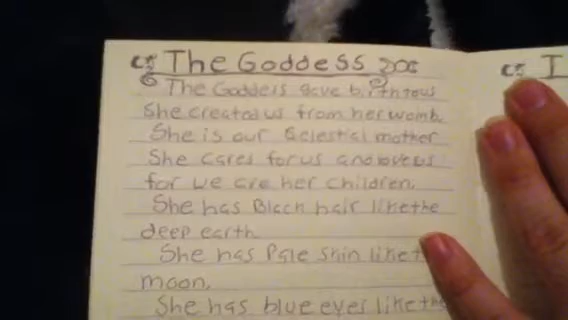 The Goddess
The Goddess gave birth to us
She created us from her womb.
She is our Celestial mother
She cares for us and loves us
for we are her children.
She has Black hair like the
deep earth
She has Pale Skin like
moon.
She has blue eyes like the
I